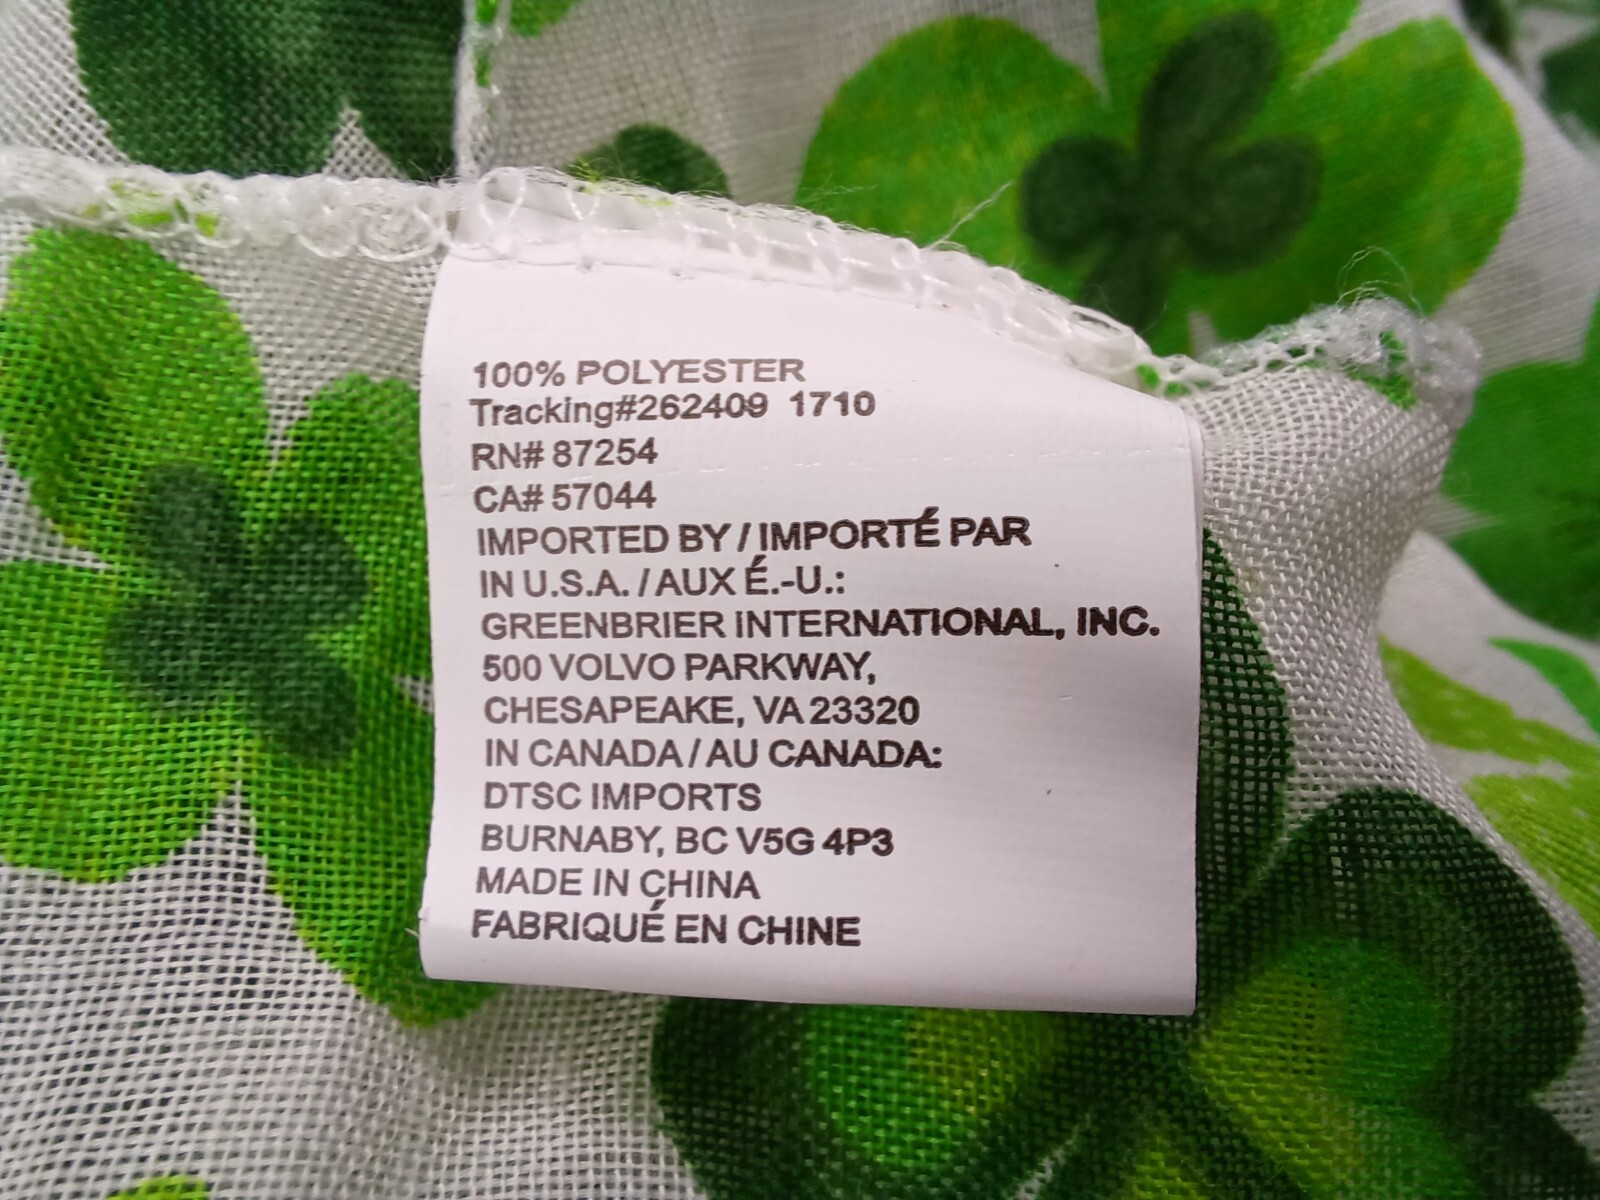 100% POLYESTER
Tracking#262409 1710
RN# 87254
CA# 57044
IMPORTED BY / IMPORTÉ PAR
IN U.S.A. / AUX É.-U.:
GREENBRIER INTERNATIONAL, INC.
500 VOLVO PARKWAY,
CHESAPEAKE, VA 23320
IN CANADA / AU CANADA:
DTSC IMPORTS
BURNABY, BC V5G 4P3
MADE IN CHINA
FABRIQUÉ EN CHINE